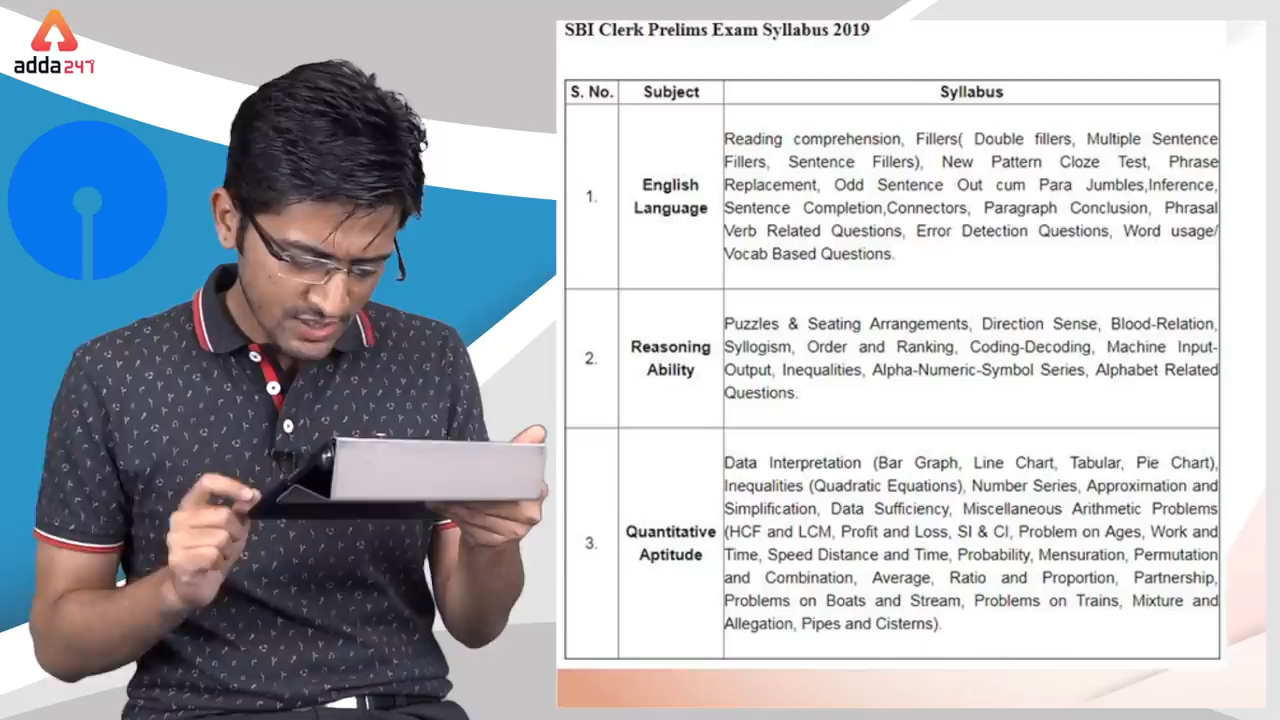 adda247
SBI Clerk Prelims Exam Syllabus 2019
S. No.
Subject
Syllabus
1.
English
Language
Reading comprehension, Fillers( Double fillers, Multiple Sentence
Fillers, Sentence Fillers), New Pattern Cloze Test, Phrase
Replacement, Odd Sentence Out cum Para Jumbles,Inference,
Sentence Completion,Connectors, Paragraph Conclusion, Phrasal
Verb Related Questions, Error Detection Questions, Word usage/
Vocab Based Questions.
2.
Reasoning
Ability
Puzzles & Seating Arrangements, Direction Sense, Blood-Relation,
Syllogism, Order and Ranking, Coding-Decoding, Machine Input-
Output, Inequalities, Alpha-Numeric-Symbol Series, Alphabet Related
Questions.
3.
Quantitative
Aptitude
Data Interpretation (Bar Graph, Line Chart, Tabular, Pie Chart),
Inequalities (Quadratic Equations), Number Series, Approximation and
Simplification, Data Sufficiency, Miscellaneous Arithmetic Problems
(HCF and LCM, Profit and Loss, SI & CI, Problem on Ages, Work and
Time, Speed Distance and Time, Probability, Mensuration, Permutation
and Combination, Average, Ratio and Proportion, Partnership,
Problems on Boats and Stream, Problems on Trains, Mixture and
Allegation, Pipes and Cisterns).